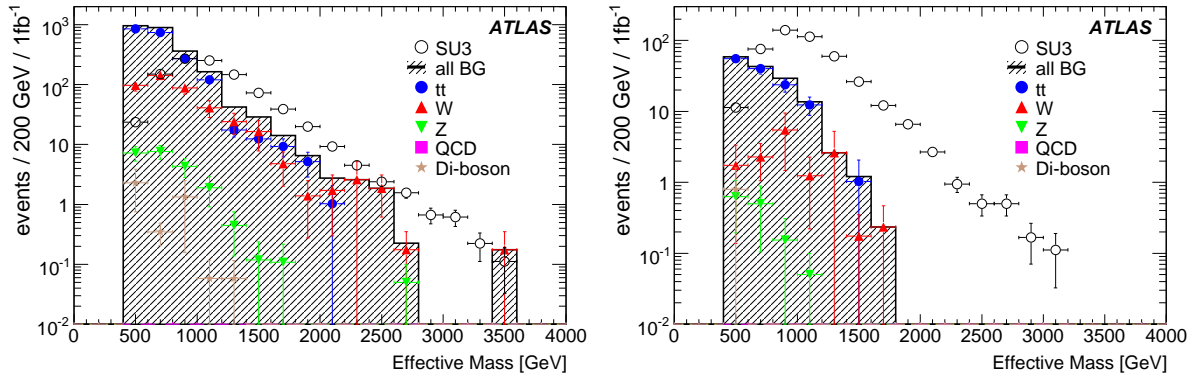 events / 200 GeV / 1fb⁻¹
10³
10²
10
1
10⁻¹
10⁻²
ATLAS
SU3
all BG
tt
W
Z
QCD
Di-boson
0 500 1000 1500 2000 2500 3000 3500 4000
Effective Mass [GeV]
events / 200 GeV / 1fb⁻¹
10²
10
1
10⁻¹
10⁻²
ATLAS
SU3
all BG
tt
W
Z
QCD
Di-boson
0 500 1000 1500 2000 2500 3000 3500 4000
Effective Mass [GeV]